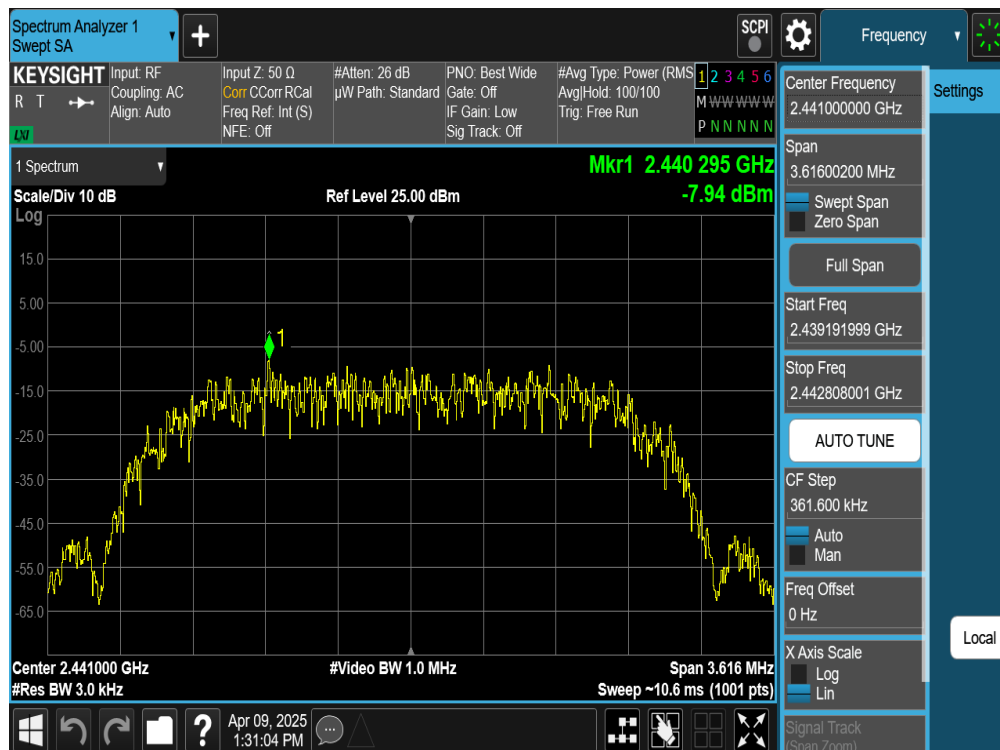 Spectrum Analyzer 1
Swept SA
+
SCPI
Frequency
KEYSIGHT
R T
LXI
Input: RF
Coupling: AC
Align: Auto
Input Z: 50 Ω
Corr CCorr RCal
Freq Ref: Int (S)
NFE: Off
#Atten: 26 dB
µW Path: Standard
PNO: Best Wide
Gate: Off
IF Gain: Low
Sig Track: Off
#Avg Type: Power (RMS
Avg|Hold: 100/100
Trig: Free Run
1 2 3 4 5 6
M W W W W W
P N N N N N
1 Spectrum
Mkr1 2.440 295 GHz
-7.94 dBm
Scale/Div 10 dB
Ref Level 25.00 dBm
Log
15.0
5.00
-5.00
-15.0
-25.0
-35.0
-45.0
-55.0
-65.0
1
Center 2.441000 GHz
#Video BW 1.0 MHz
Span 3.616 MHz
#Res BW 3.0 kHz
Sweep ~10.6 ms (1001 pts)
Center Frequency
2.441000000 GHz
Span
3.61600200 MHz
Swept Span
Zero Span
Full Span
Start Freq
2.439191999 GHz
Stop Freq
2.442808001 GHz
AUTO TUNE
CF Step
361.600 kHz
Auto
Man
Freq Offset
0 Hz
X Axis Scale
Log
Lin
Signal Track
(Span Zoom)
Settings
Local
?
Apr 09, 2025
1:31:04 PM